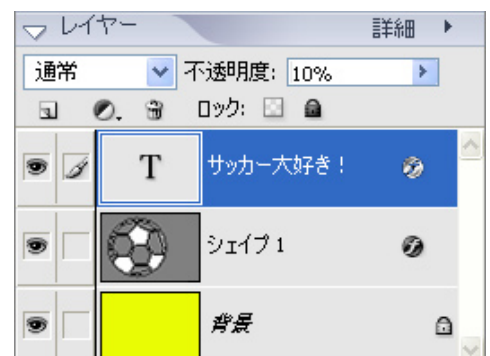 レイヤー 詳細
通常 不透明度: 10%
ロック:
T サッカー大好き!
シェイプ 1
背景